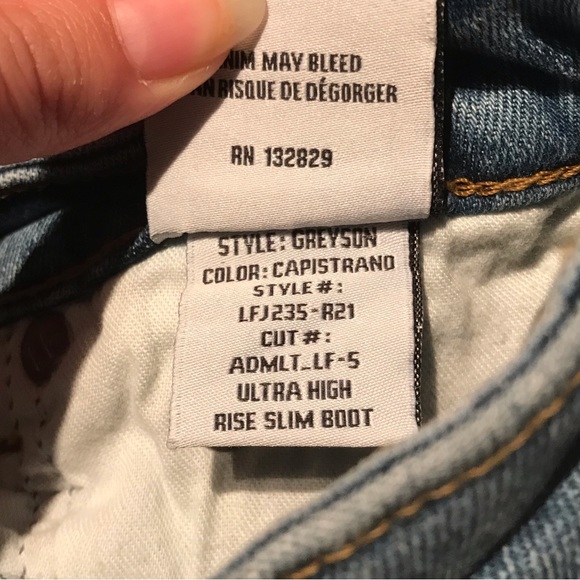 MAY BLEED
RISQUE DE DÉGORGER
RN 132829
STYLE: GREYSON
COLOR: CAPISTRANO
STYLE#:
LFJ235-R21
CUT#:
ADMLT_LF-5
ULTRA HIGH
RISE SLIM BOOT